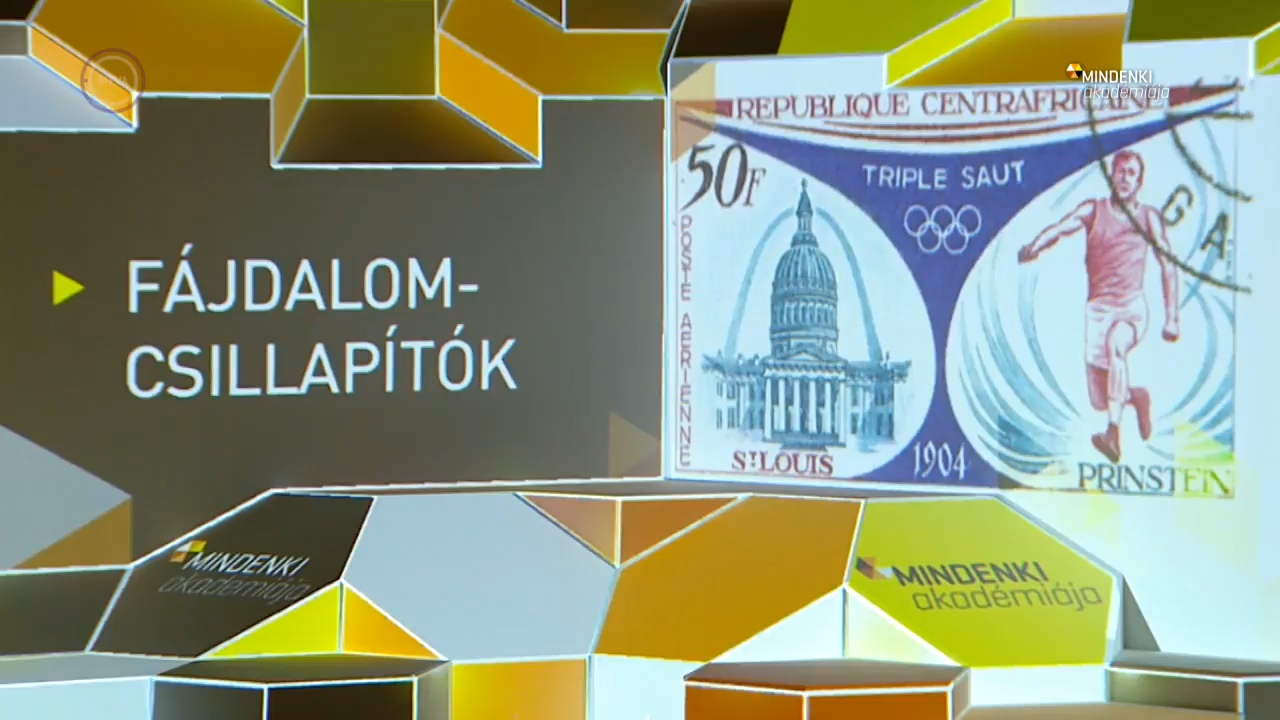 MINDENKI
akadémiája
REPUBLIQUE CENTRAFRICAINE
50F
TRIPLE SAUT
POSTE AERIENNE
GA
FÁJDALOM-
CSILLAPÍTÓK
ST LOUIS
1904
PRINSTEIN
MINDENKI
akadémiája
MINDENKI
akadémiája